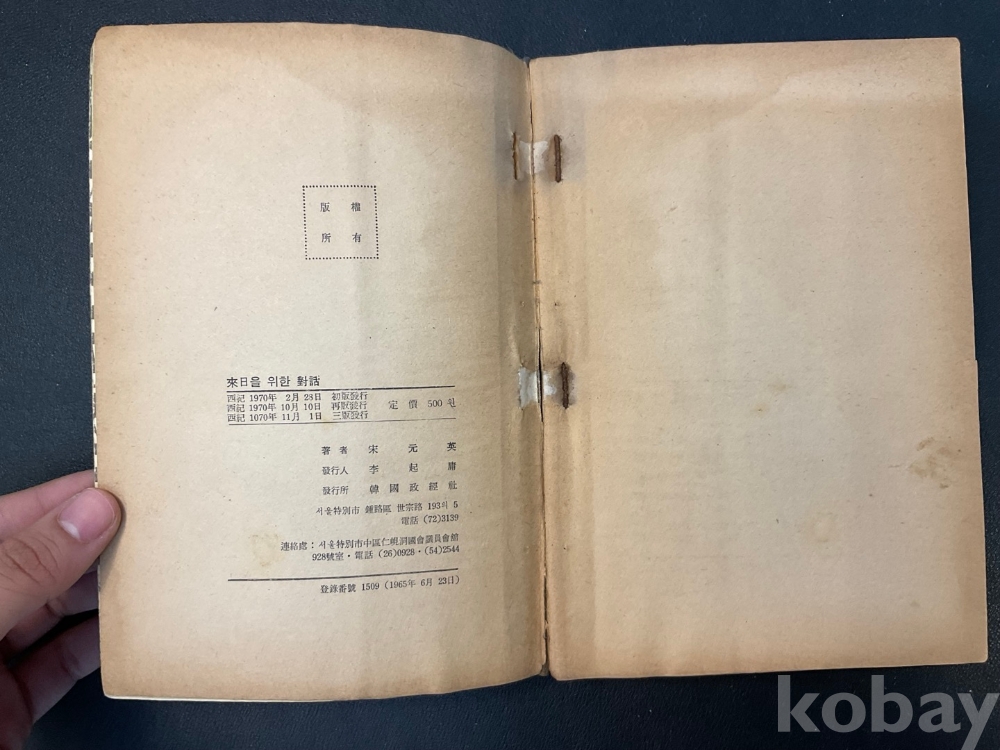 版權
所有
來日을 위한 對話
西紀 1970年 2月 23日 初版發行
西紀 1970年 10月 10日 再版發行 定價 500원
西紀 1070年 11月 1日 三版發行
著者 宋元英
發行人 李起庸
發行所 韓國政經社
서울特別市 鍾路區 世宗路 193의 5
電話 (72)3139
連絡處：서울特別市中區仁峴洞國會議員會館
928號室・電話 (26)0928・(54)2544
登錄番號 1509 (1965年 6月 23日)
kobay